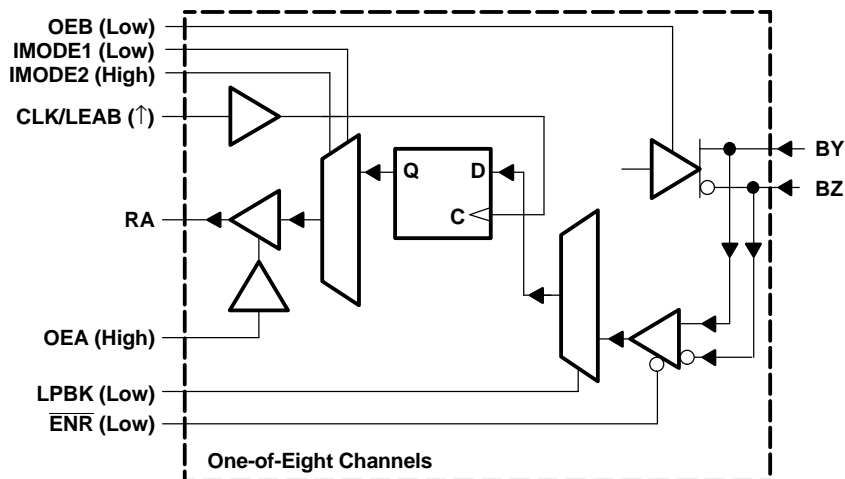 OEB (Low)
IMODE1 (Low)
IMODE2 (High)
CLK/LEAB (↑)
BY
Q D
BZ
C
RA
OEA (High)
LPBK (Low)
E̅N̅R̅ (Low)
One-of-Eight Channels